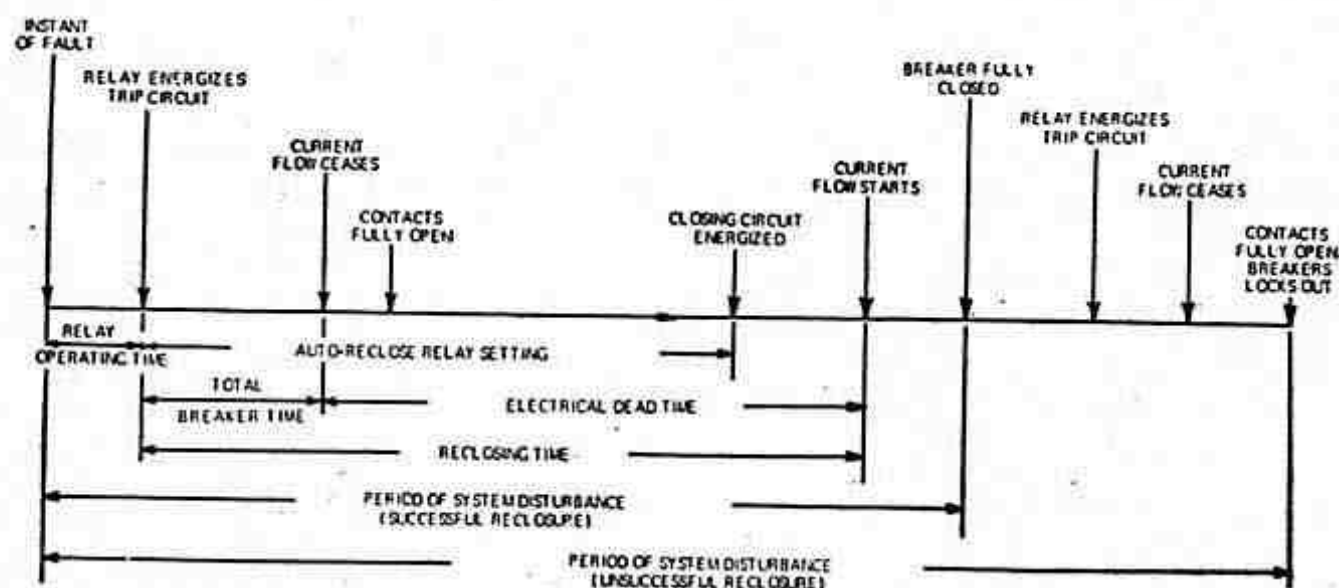 INSTANT
OF FAULT
RELAY ENERGIZES
TRIP CIRCUIT
CURRENT
FLOW CEASES
CONTACTS
FULLY OPEN
CLOSING CIRCUIT
ENERGIZED
CURRENT
FLOW STARTS
BREAKER FULLY
CLOSED
RELAY ENERGIZES
TRIP CIRCUIT
CURRENT
FLOW CEASES
CONTACTS
FULLY OPEN,
BREAKERS
LOCKS OUT
RELAY
OPERATING TIME
AUTO-RECLOSE RELAY SETTING
TOTAL
BREAKER TIME
ELECTRICAL DEAD TIME
RECLOSING TIME
PERIOD OF SYSTEM DISTURBANCE
(SUCCESSFUL RECLOSURE)
PERIOD OF SYSTEM DISTURBANCE
(UNSUCCESSFUL RECLOSURE)